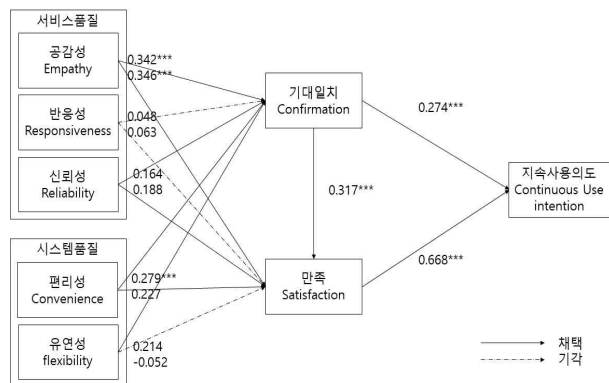 서비스품질
공감성
Empathy
0.342***
0.346***
반응성
Responsiveness
0.048
0.063
신뢰성
Reliability
0.164
0.188
시스템품질
편리성
Convenience
0.279***
0.227
유연성
flexibility
0.214
-0.052
기대일치
Confirmation
0.317***
만족
Satisfaction
0.274***
0.668***
지속사용의도
Continuous Use
intention
채택
기각